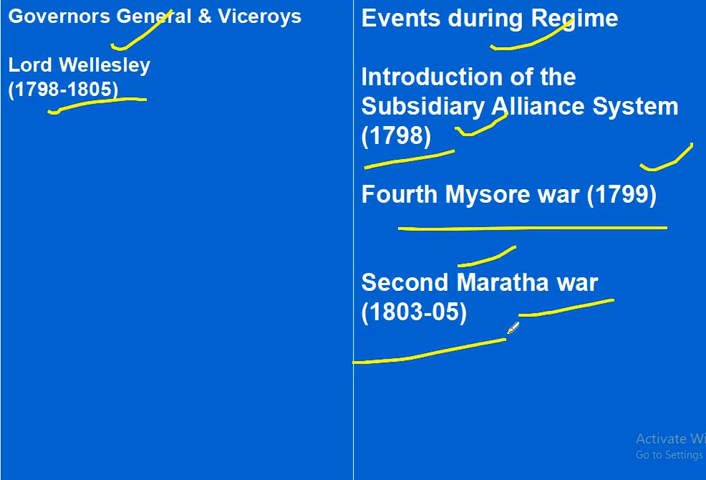 Governors General & Viceroys
Lord Wellesley
(1798-1805)
Events during Regime
Introduction of the
Subsidiary Alliance System
(1798)
Fourth Mysore war (1799)
Second Maratha war
(1803-05)
Activate Wi
Go to Settings